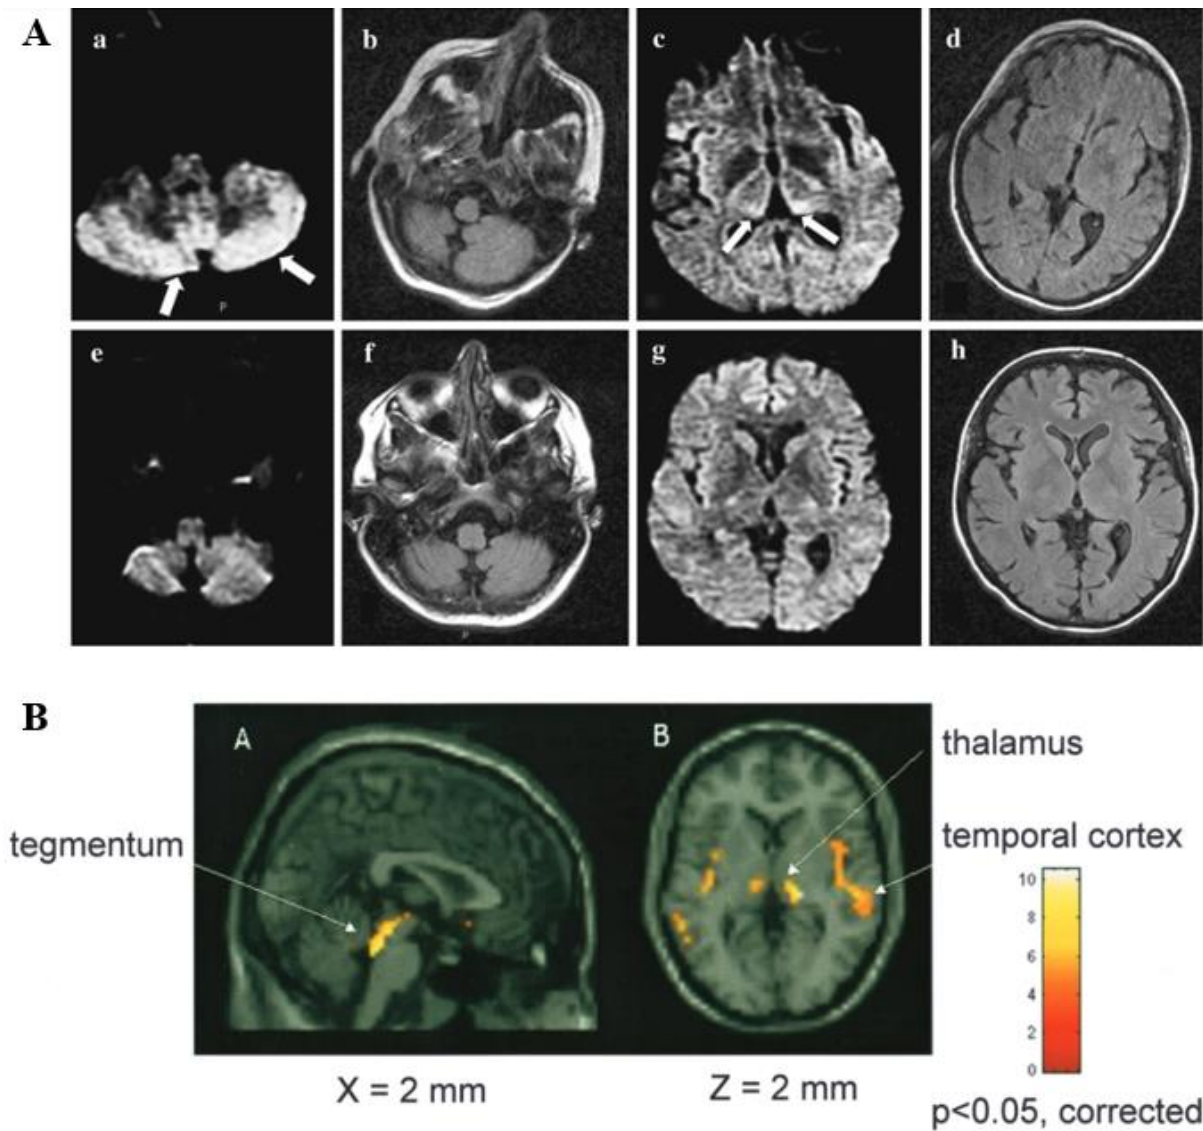 A
a
b
c
d
P
e
f
g
h
P
B
A
B
thalamus
tegmentum
temporal cortex
10
8
6
4
2
0
X = 2 mm
Z = 2 mm
p<0.05, corrected